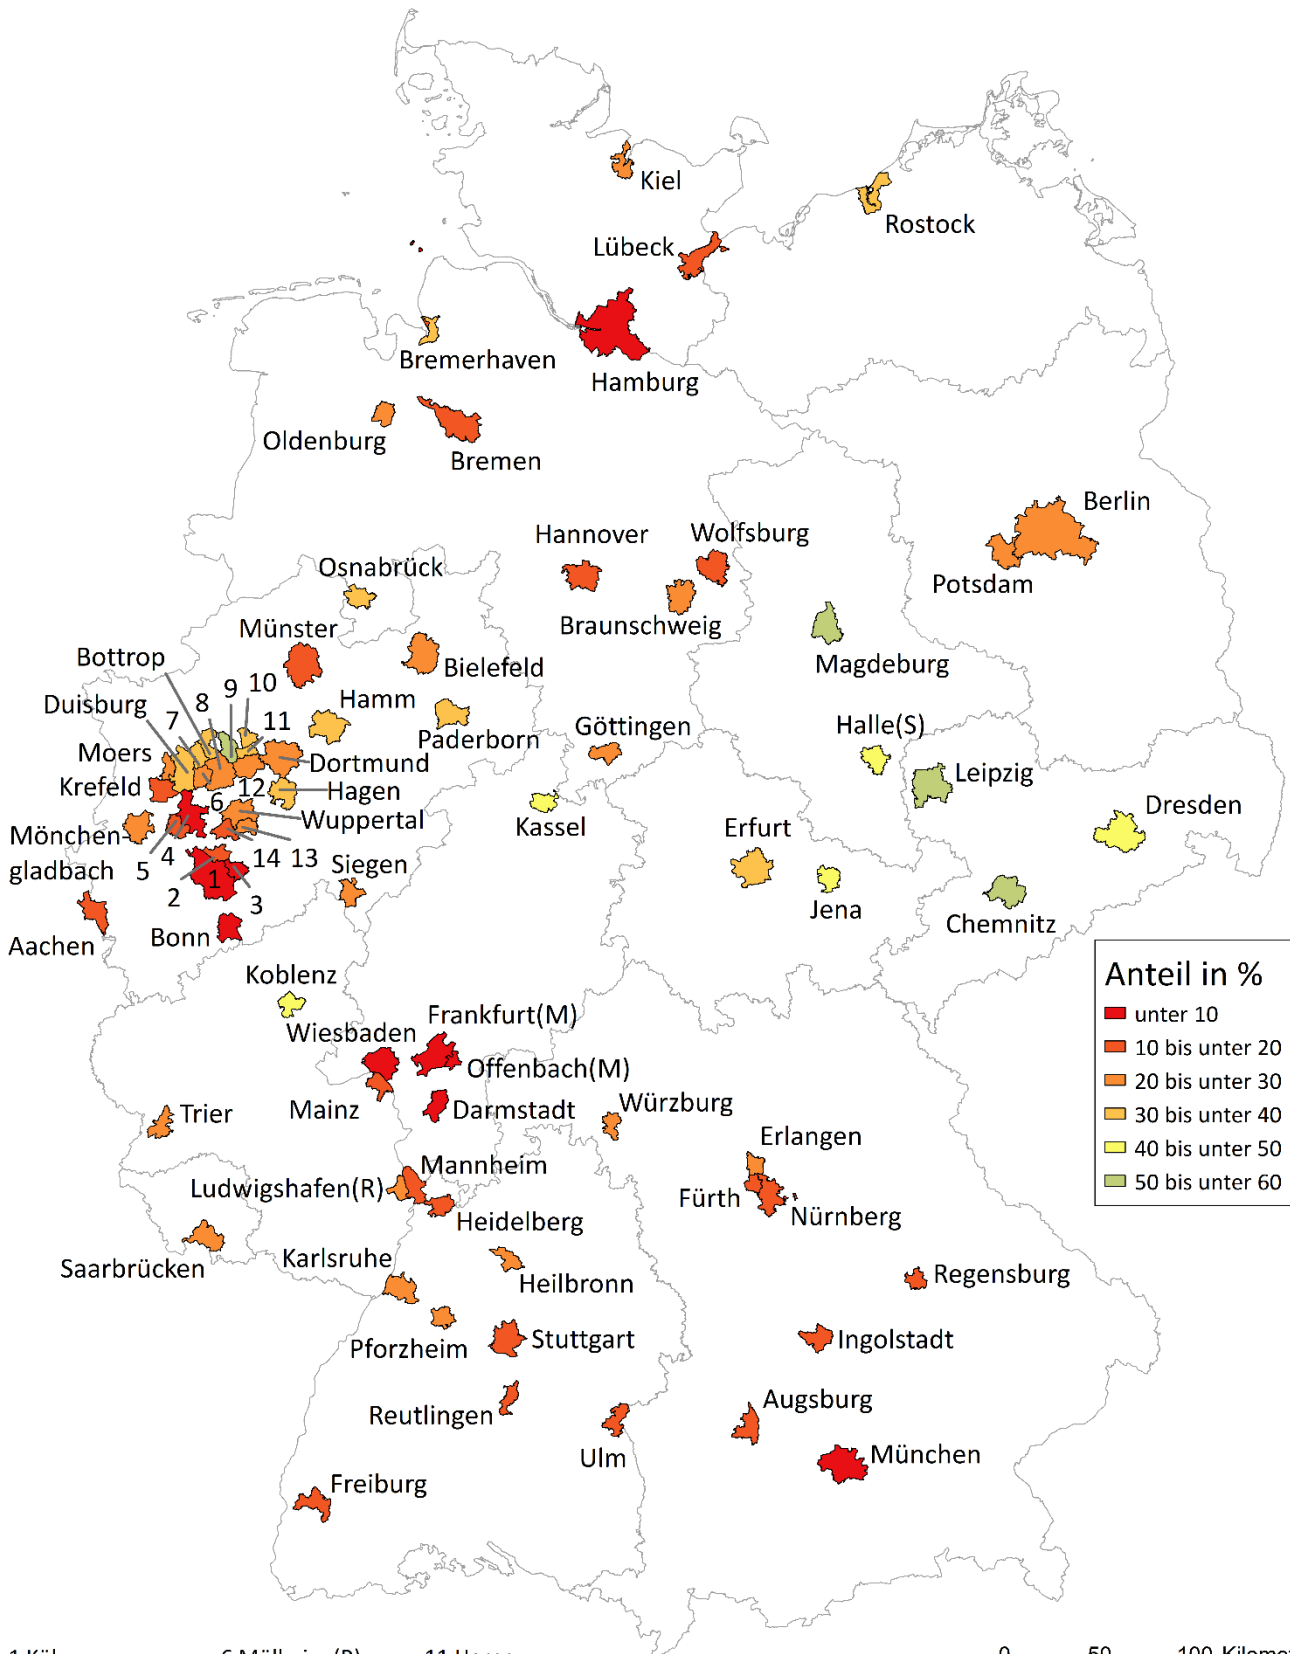 Kiel
Rostock
Lübeck
Bremerhaven
Hamburg
Oldenburg
Bremen
Berlin
Hannover
Wolfsburg
Osnabrück
Potsdam
Braunschweig
Münster
Bottrop
Bielefeld
Magdeburg
Duisburg
7
8
9
10
11
Hamm
Göttingen
Halle(S)
Moers
Paderborn
Dortmund
Leipzig
Krefeld
6
12
Hagen
Dresden
Mönchen
gladbach
Wuppertal
Kassel
Erfurt
5
4
14
13
Siegen
2
1
3
Jena
Chemnitz
Aachen
Bonn
Koblenz
Anteil in %
unter 10
10 bis unter 20
20 bis unter 30
30 bis unter 40
40 bis unter 50
50 bis unter 60
Wiesbaden
Frankfurt(M)
Offenbach(M)
Mainz
Darmstadt
Würzburg
Trier
Erlangen
Mannheim
Ludwigshafen(R)
Fürth
Nürnberg
Heidelberg
Saarbrücken
Karlsruhe
Heilbronn
Regensburg
Pforzheim
Stuttgart
Ingolstadt
Reutlingen
Augsburg
Ulm
München
Freiburg